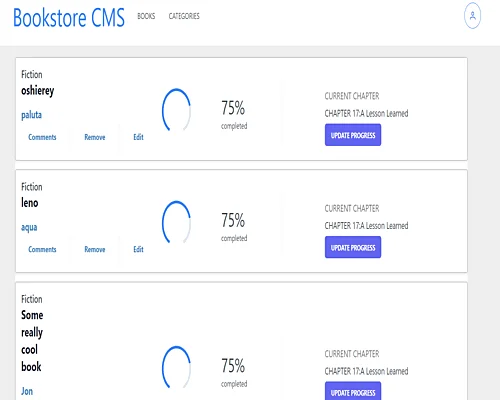 Bookstore CMS BOOKS CATEGORIES
Fiction
oshierey
paluta
Comments Remove Edit
75%
completed
CURRENT CHAPTER
CHAPTER 17:A Lesson Learned
UPDATE PROGRESS
Fiction
leno
aqua
Comments Remove Edit
75%
completed
CURRENT CHAPTER
CHAPTER 17:A Lesson Learned
UPDATE PROGRESS
Fiction
Some
really
cool
book
Jon
75%
completed
CURRENT CHAPTER
CHAPTER 17:A Lesson Learned
UPDATE PROGRESS